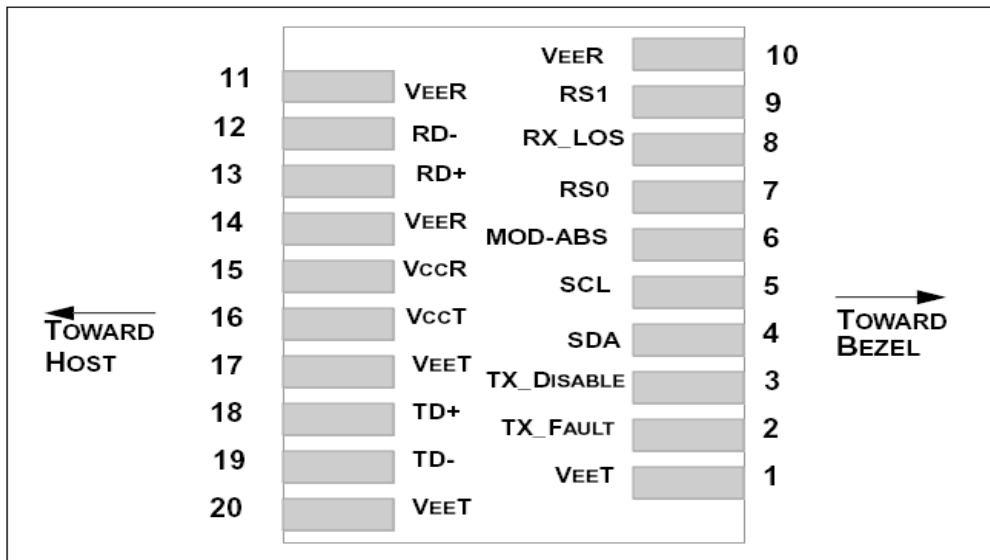 VEER 10
11 VEER
RS1 9
12 RD-
RX_LOS 8
13 RD+
RS0 7
14 VEER
MOD-ABS 6
15 VCCR
SCL 5
16 VCCT
TOWARD
HOST
TOWARD
BEZEL
SDA 4
17 VEET
TX_DISABLE 3
18 TD+
TX_FAULT 2
19 TD-
VEET 1
20 VEET